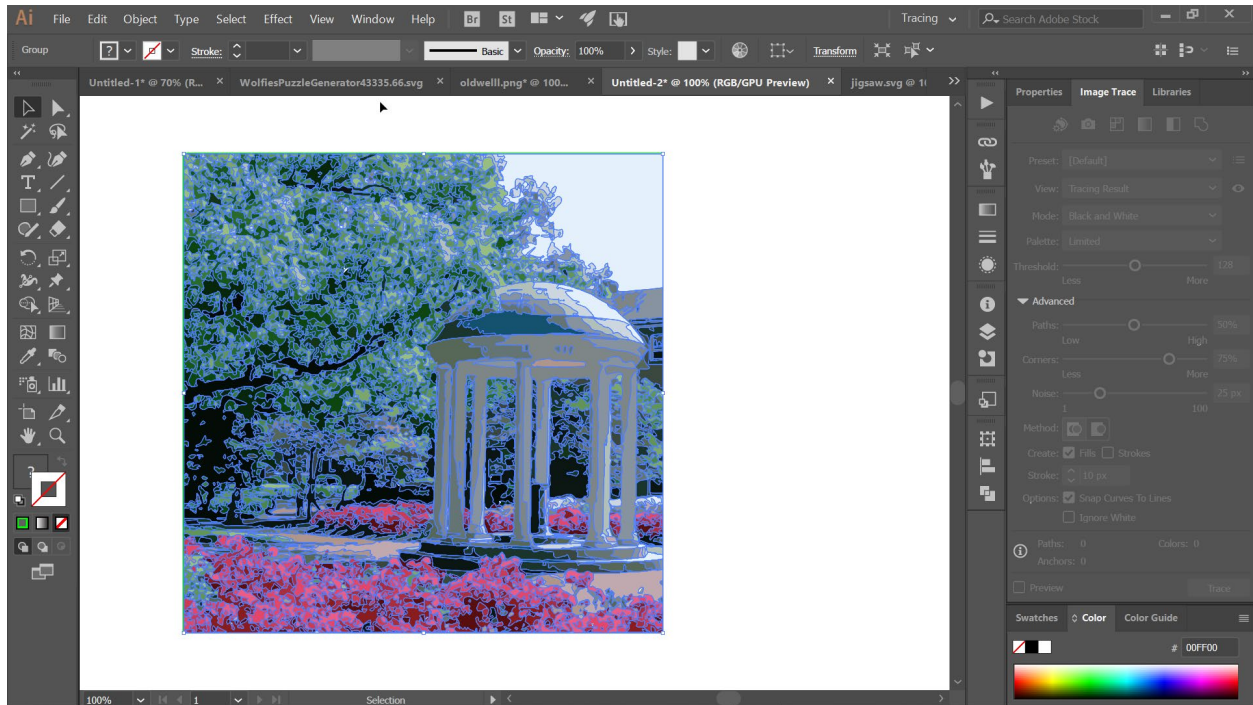 Ai File Edit Object Type Select Effect View Window Help Br St Tracing Search Adobe Stock
Group ? Stroke: Basic Opacity: 100% Style: Transform
Untitled-1* @ 70% (R... × WolfiesPuzzleGenerator43335.66.svg × oldwelll.png* @ 100... × Untitled-2* @ 100% (RGB/GPU Preview) × jigsaw.svg @ 1
Properties Image Trace Libraries
Preset: [Default]
View: Tracing Result
Mode: Black and White
Palette: Limited
Threshold: 128
Less More
Advanced
Paths: 50%
Low High
Corners: 75%
Less More
Noise: 25 px
1 100
Method:
Create: Fills Strokes
Stroke: 10 px
Options: Snap Curves To Lines
Ignore White
Paths: 0 Colors: 0
Anchors: 0
Preview Trace
Swatches Color Color Guide
# 00FF00
?
100% 1 Selection